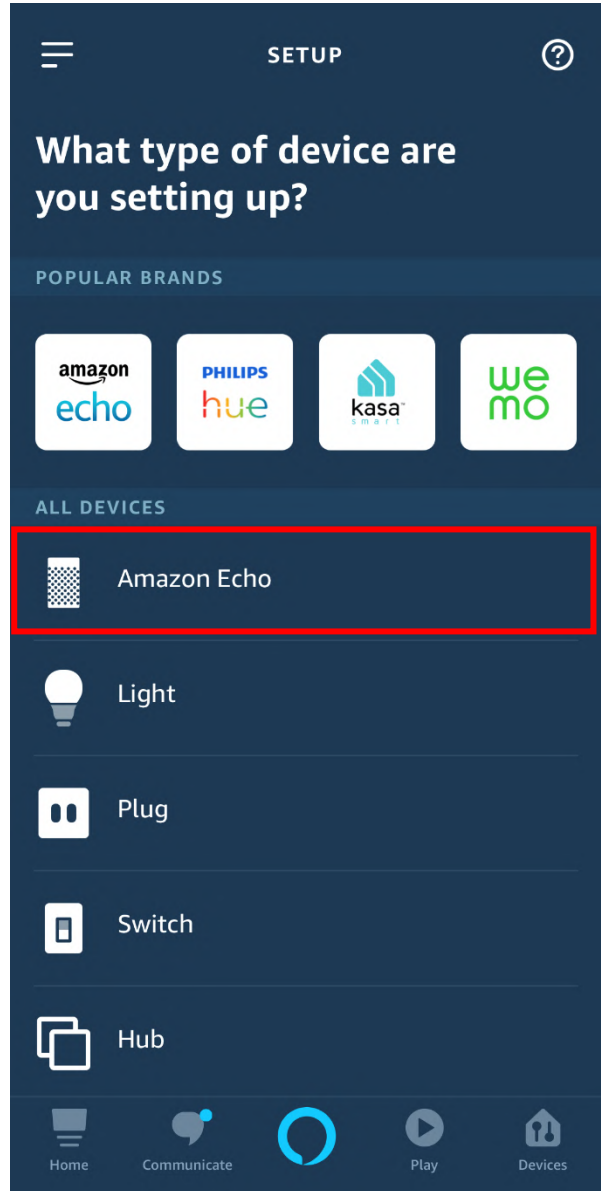 SETUP
What type of device are
you setting up?
POPULAR BRANDS
amazon
echo
PHILIPS
hue
kasa
smart
we
mo
ALL DEVICES
Amazon Echo
Light
Plug
Switch
Hub
Home Communicate Play Devices